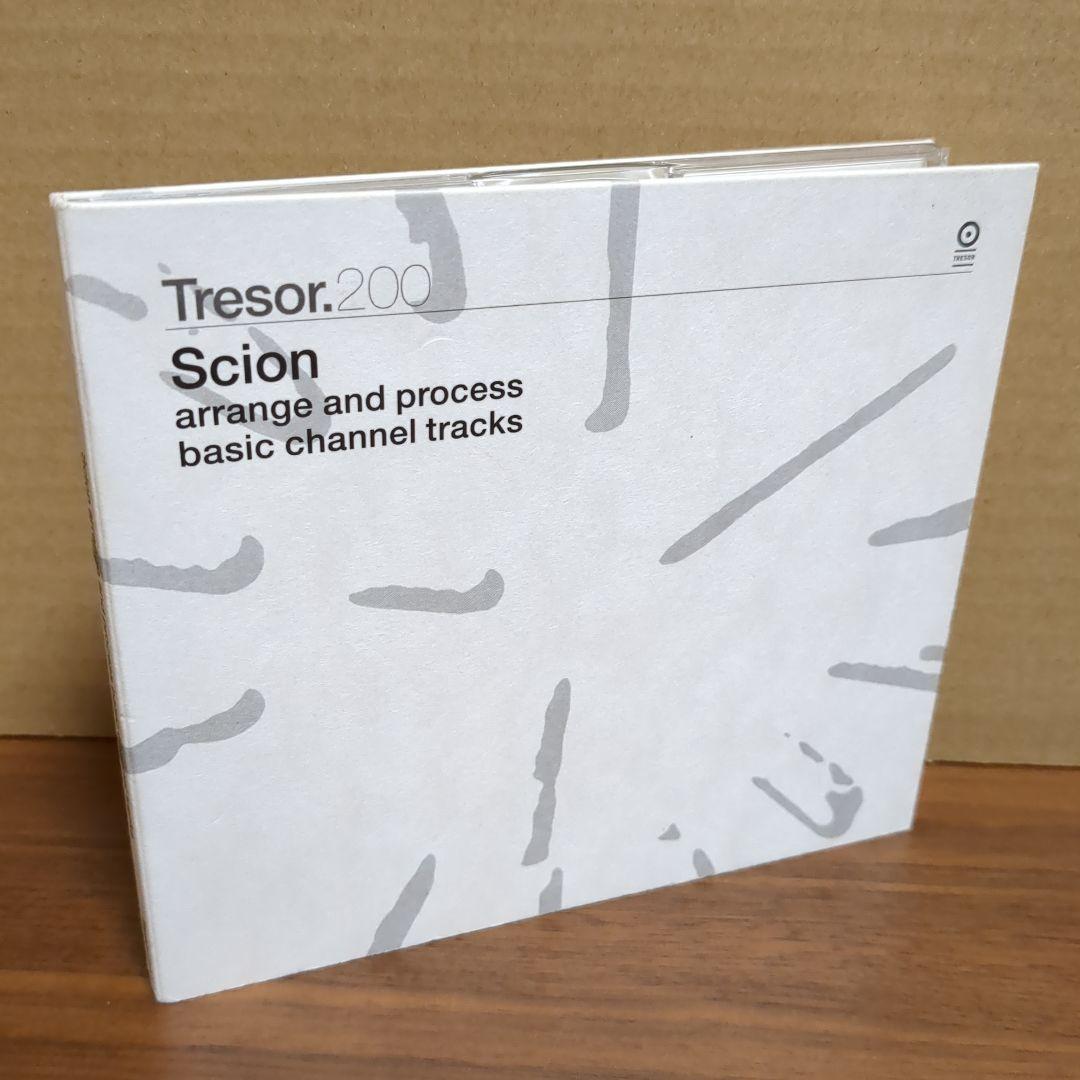 Tresor.200
TRESOR
Scion
arrange and process
basic channel tracks